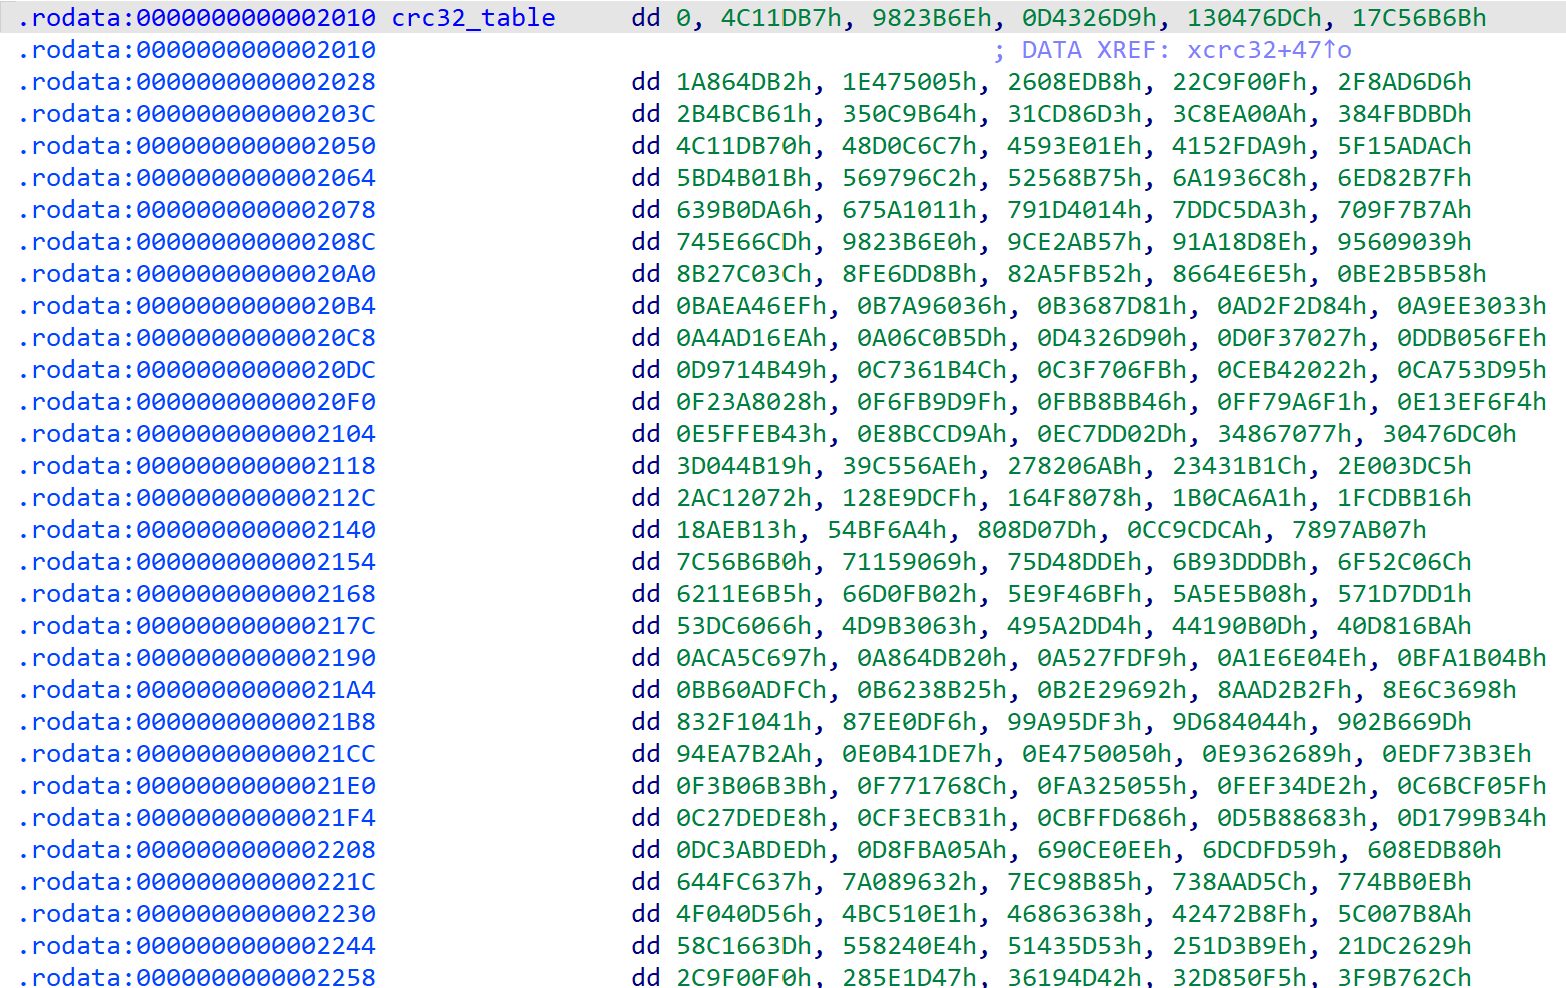 .rodata:0000000000002010 crc32_table     dd 0, 4C11DB7h, 9823B6Eh, 0D4326D9h, 130476DCh, 17C56B6Bh
.rodata:0000000000002010                                         ; DATA XREF: xcrc32+47↑o
.rodata:0000000000002028                 dd 1A864DB2h, 1E475005h, 2608EDB8h, 22C9F00Fh, 2F8AD6D6h
.rodata:000000000000203C                 dd 2B4BCB61h, 350C9B64h, 31CD86D3h, 3C8EA00Ah, 384FBDBDh
.rodata:0000000000002050                 dd 4C11DB70h, 48D0C6C7h, 4593E01Eh, 4152FDA9h, 5F15ADACh
.rodata:0000000000002064                 dd 5BD4B01Bh, 569796C2h, 52568B75h, 6A1936C8h, 6ED82B7Fh
.rodata:0000000000002078                 dd 639B0DA6h, 675A1011h, 791D4014h, 7DDC5DA3h, 709F7B7Ah
.rodata:000000000000208C                 dd 745E66CDh, 9823B6E0h, 9CE2AB57h, 91A18D8Eh, 95609039h
.rodata:00000000000020A0                 dd 8B27C03Ch, 8FE6DD8Bh, 82A5FB52h, 8664E6E5h, 0BE2B5B58h
.rodata:00000000000020B4                 dd 0BAEA46EFh, 0B7A96036h, 0B3687D81h, 0AD2F2D84h, 0A9EE3033h
.rodata:00000000000020C8                 dd 0A4AD16EAh, 0A06C0B5Dh, 0D4326D90h, 0D0F37027h, 0DDB056FEh
.rodata:00000000000020DC                 dd 0D9714B49h, 0C7361B4Ch, 0C3F706FBh, 0CEB42022h, 0CA753D95h
.rodata:00000000000020F0                 dd 0F23A8028h, 0F6FB9D9Fh, 0FBB8BB46h, 0FF79A6F1h, 0E13EF6F4h
.rodata:0000000000002104                 dd 0E5FFEB43h, 0E8BCCD9Ah, 0EC7DD02Dh, 34867077h, 30476DC0h
.rodata:0000000000002118                 dd 3D044B19h, 39C556AEh, 278206ABh, 23431B1Ch, 2E003DC5h
.rodata:000000000000212C                 dd 2AC12072h, 128E9DCFh, 164F8078h, 1B0CA6A1h, 1FCDBB16h
.rodata:0000000000002140                 dd 18AEB13h, 54BF6A4h, 808D07Dh, 0CC9CDCAh, 7897AB07h
.rodata:0000000000002154                 dd 7C56B6B0h, 71159069h, 75D48DDEh, 6B93DDDBh, 6F52C06Ch
.rodata:0000000000002168                 dd 6211E6B5h, 66D0FB02h, 5E9F46BFh, 5A5E5B08h, 571D7DD1h
.rodata:000000000000217C                 dd 53DC6066h, 4D9B3063h, 495A2DD4h, 44190B0Dh, 40D816BAh
.rodata:0000000000002190                 dd 0ACA5C697h, 0A864DB20h, 0A527FDF9h, 0A1E6E04Eh, 0BFA1B04Bh
.rodata:00000000000021A4                 dd 0BB60ADFCh, 0B6238B25h, 0B2E29692h, 8AAD2B2Fh, 8E6C3698h
.rodata:00000000000021B8                 dd 832F1041h, 87EE0DF6h, 99A95DF3h, 9D684044h, 902B669Dh
.rodata:00000000000021CC                 dd 94EA7B2Ah, 0E0B41DE7h, 0E4750050h, 0E9362689h, 0EDF73B3Eh
.rodata:00000000000021E0                 dd 0F3B06B3Bh, 0F771768Ch, 0FA325055h, 0FEF34DE2h, 0C6BCF05Fh
.rodata:00000000000021F4                 dd 0C27DEDE8h, 0CF3ECB31h, 0CBFFD686h, 0D5B88683h, 0D1799B34h
.rodata:0000000000002208                 dd 0DC3ABDEDh, 0D8FBA05Ah, 690CE0EEh, 6DCDFD59h, 608EDB80h
.rodata:000000000000221C                 dd 644FC637h, 7A089632h, 7EC98B85h, 738AAD5Ch, 774BB0EBh
.rodata:0000000000002230                 dd 4F040D56h, 4BC510E1h, 46863638h, 42472B8Fh, 5C007B8Ah
.rodata:0000000000002244                 dd 58C1663Dh, 558240E4h, 51435D53h, 251D3B9Eh, 21DC2629h
.rodata:0000000000002258                 dd 2C9F00F0h, 285E1D47h, 36194D42h, 32D850F5h, 3F9B762Ch